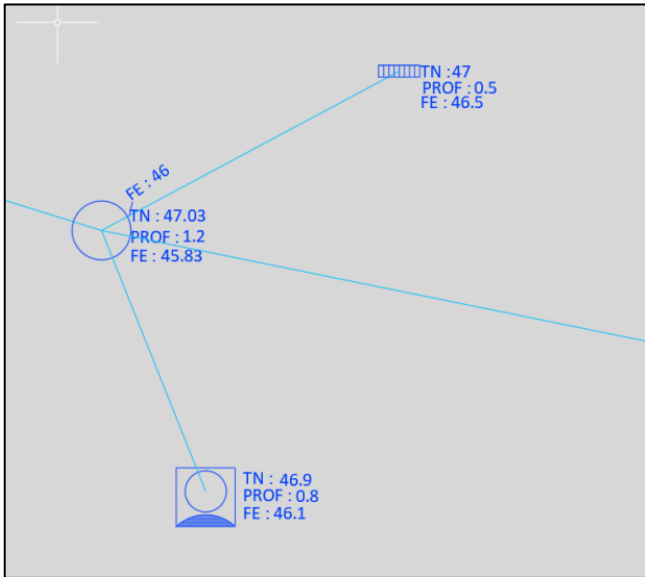 TN :47
PROF : 0.5
FE : 46.5
FE : 46
TN : 47.03
PROF : 1.2
FE : 45.83
TN : 46.9
PROF : 0.8
FE : 46.1